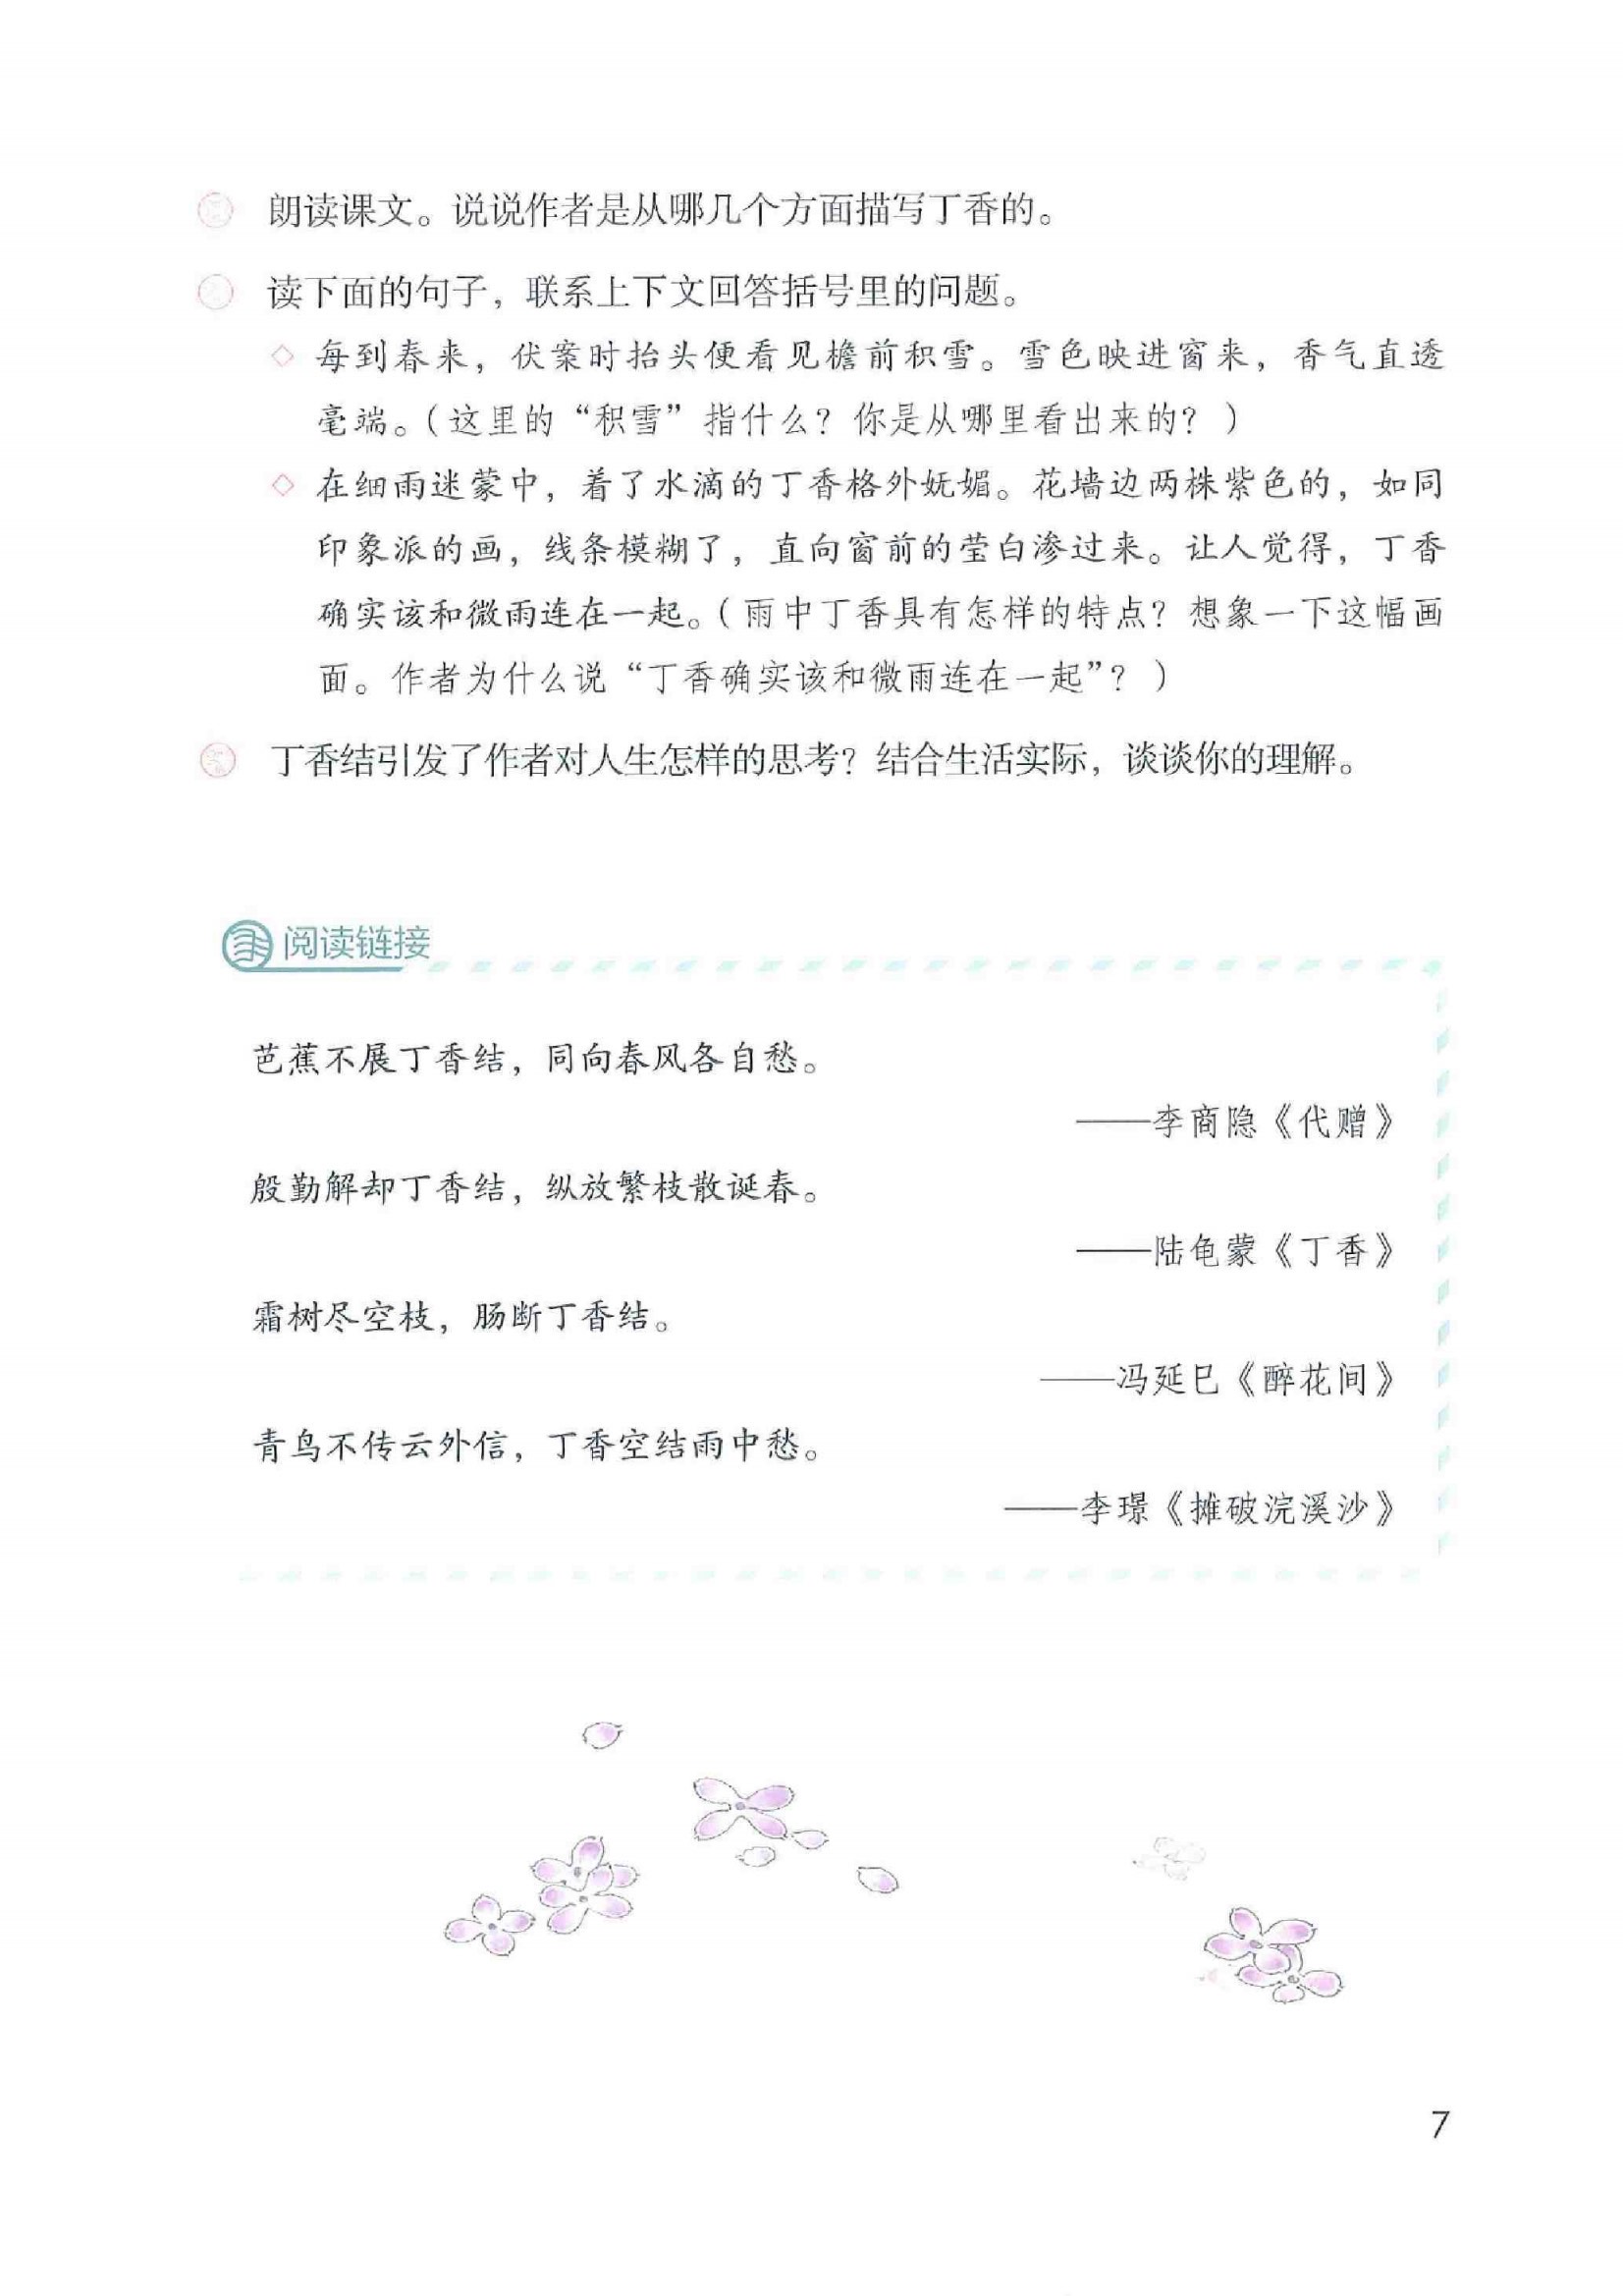 朗读课文。说说作者是从哪几个方面描写丁香的。
读下面的句子，联系上下文回答括号里的问题。
◇ 每到春来，伏案时抬头便看见檐前积雪。雪色映进窗来，香气直透
毫端。（这里的“积雪”指什么？你是从哪里看出来的？）
◇ 在细雨迷蒙中，着了水滴的丁香格外妩媚。花墙边两株紫色的，如同
印象派的画，线条模糊了，直向窗前的莹白渗过来。让人觉得，丁香
确实该和微雨连在一起。（雨中丁香具有怎样的特点？想象一下这幅画
面。作者为什么说“丁香确实该和微雨连在一起”？）
丁香结引发了作者对人生怎样的思考？结合生活实际，谈谈你的理解。
阅读链接
芭蕉不展丁香结，同向春风各自愁。
——李商隐《代赠》
殷勤解却丁香结，纵放繁枝散诞春。
——陆龟蒙《丁香》
霜树尽空枝，肠断丁香结。
——冯延巳《醉花间》
青鸟不传云外信，丁香空结雨中愁。
——李璟《摊破浣溪沙》
7